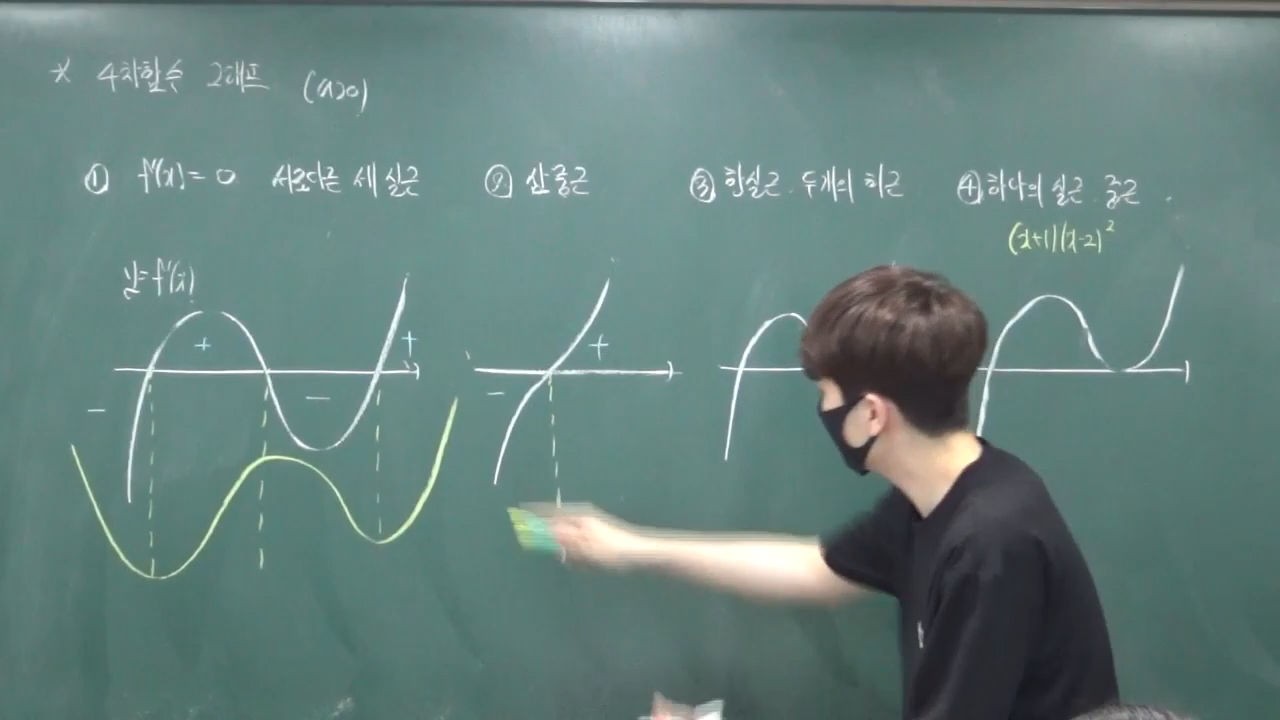 * 4차함수 그래프 (a>0)
① f'(x)=0 서로다른 세 실근
② 삼중근
③ 한실근, 두개의 허근
④ 하나의 실근, 중근
(x+1)(x-2)²
y=f'(x)
+ + +
- - -